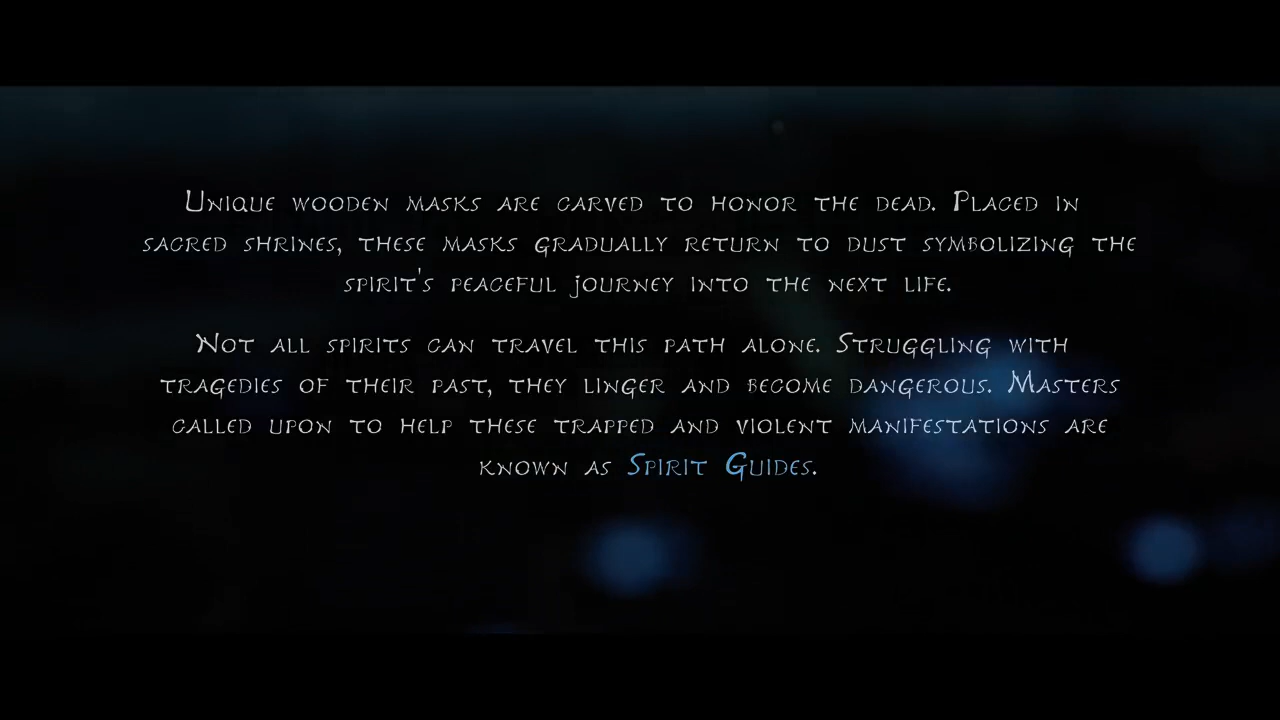 Unique wooden masks are carved to honor the dead. Placed in
sacred shrines, these masks gradually return to dust symbolizing the
spirit's peaceful journey into the next life.
Not all spirits can travel this path alone. Struggling with
tragedies of their past, they linger and become dangerous. Masters
called upon to help these trapped and violent manifestations are
known as Spirit Guides.